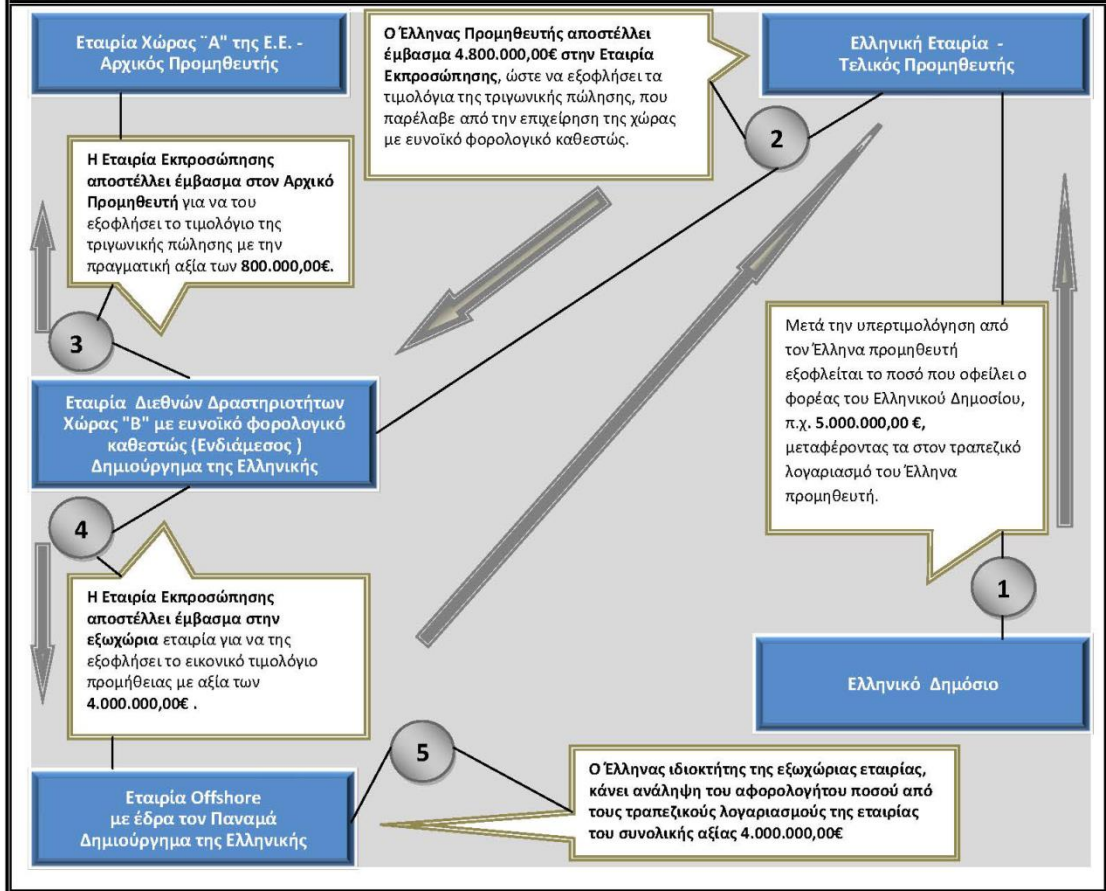 Εταιρία Χώρας ¨Α" της Ε.Ε. -
Αρχικός Προμηθευτής
Ο Έλληνας Προμηθευτής αποστέλλει
έμβασμα 4.800.000,00€ στην Εταιρία
Εκπροσώπησης, ώστε να εξοφλήσει τα
τιμολόγια της τριγωνικής πώλησης, που
παρέλαβε από την επιχείρηση της χώρας
με ευνοϊκό φορολογικό καθεστώς.
Ελληνική Εταιρία -
Τελικός Προμηθευτής
2
Η Εταιρία Εκπροσώπησης
αποστέλλει έμβασμα στον Αρχικό
Προμηθευτή για να του
εξοφλήσει το τιμολόγιο της
τριγωνικής πώλησης με την
πραγματική αξία των 800.000,00€.
3
Μετά την υπερτιμολόγηση από
τον Έλληνα προμηθευτή
εξοφλείται το ποσό που οφείλει ο
φορέας του Ελληνικού Δημοσίου,
π.χ. 5.000.000,00 €,
μεταφέροντας τα στον τραπεζικό
λογαριασμό του Έλληνα
προμηθευτή.
Εταιρία Διεθνών Δραστηριοτήτων
Χώρας "Β" με ευνοϊκό φορολογικό
καθεστώς (Ενδιάμεσος )
Δημιούργημα της Ελληνικής
4
1
Η Εταιρία Εκπροσώπησης
αποστέλλει έμβασμα στην
εξωχώρια εταιρία για να της
εξοφλήσει το εικονικό τιμολόγιο
προμήθειας με αξία των
4.000.000,00€ .
Ελληνικό Δημόσιο
5
Ο Έλληνας ιδιοκτήτης της εξωχώριας εταιρίας,
κάνει ανάληψη του αφορολογήτου ποσού από
τους τραπεζικούς λογαριασμούς της εταιρίας
του συνολικής αξίας 4.000.000,00€
Εταιρία Offshore
με έδρα τον Παναμά
Δημιούργημα της Ελληνικής